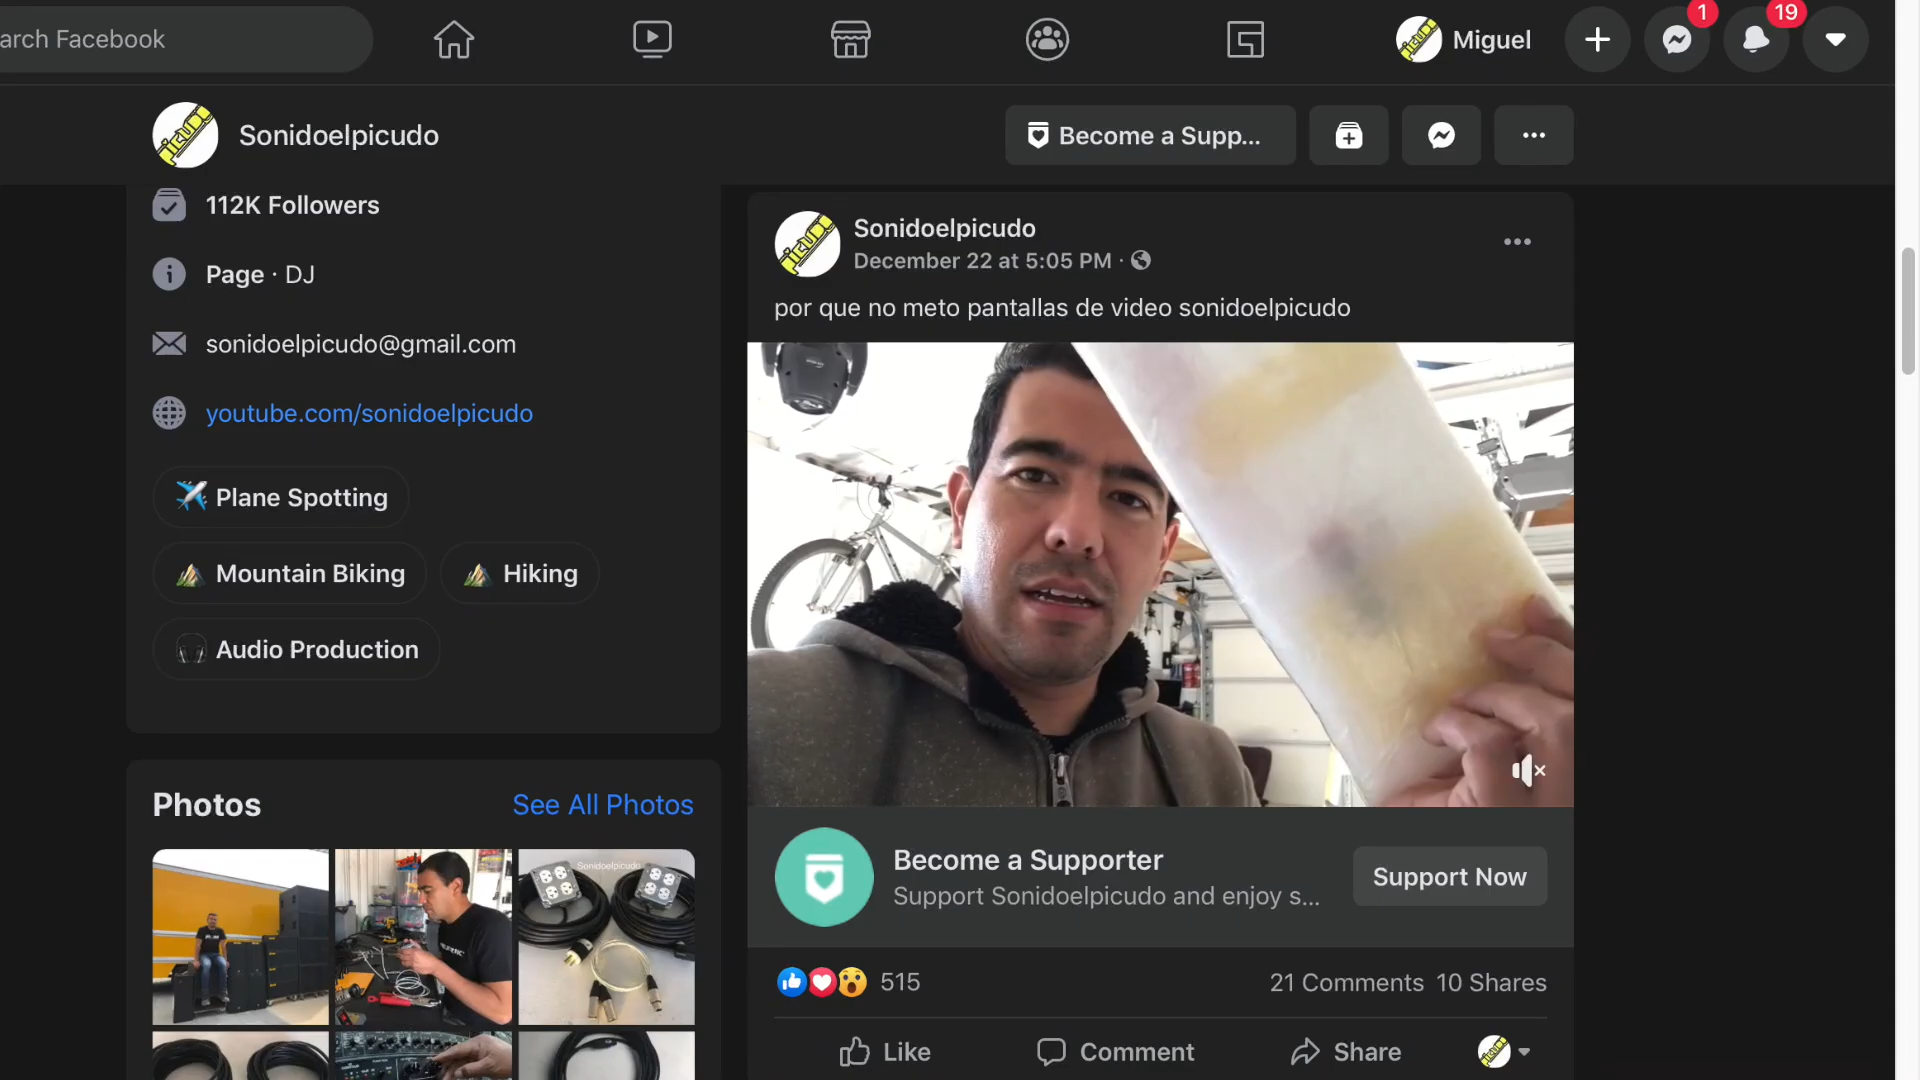 arch Facebook
Miguel
1
19
Sonidoelpicudo
Become a Supp...
112K Followers
Page · DJ
sonidoelpicudo@gmail.com
youtube.com/sonidoelpicudo
Plane Spotting
Mountain Biking
Hiking
Audio Production
Photos
See All Photos
Sonidoelpicudo
Sonidoelpicudo
December 22 at 5:05 PM ·
por que no meto pantallas de video sonidoelpicudo
Become a Supporter
Support Sonidoelpicudo and enjoy s...
Support Now
515
21 Comments 10 Shares
Like
Comment
Share